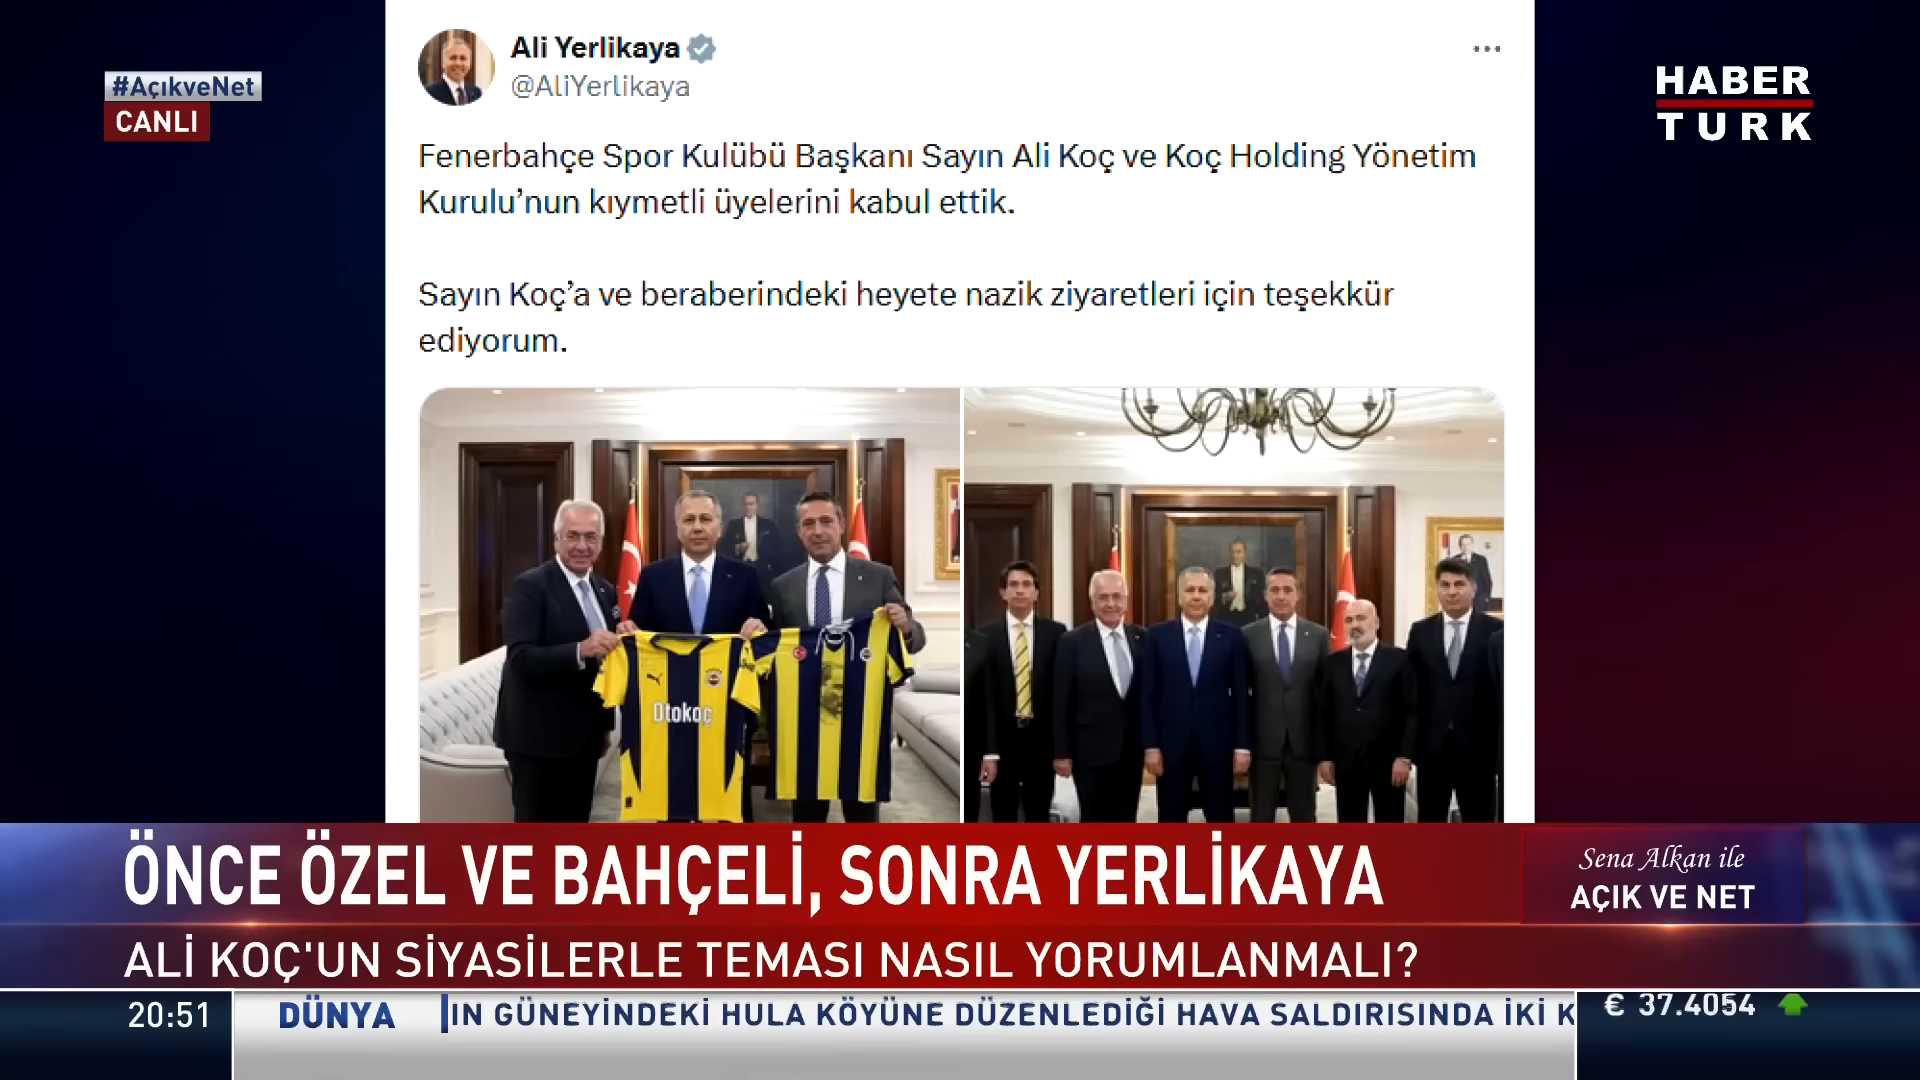 #AçıkveNet
CANLI
HABER
TURK
Ali Yerlikaya
@AliYerlikaya
Fenerbahçe Spor Kulübü Başkanı Sayın Ali Koç ve Koç Holding Yönetim
Kurulu’nun kıymetli üyelerini kabul ettik.
Sayın Koç’a ve beraberindeki heyete nazik ziyaretleri için teşekkür
ediyorum.
Otokoç
ÖNCE ÖZEL VE BAHÇELİ, SONRA YERLİKAYA
ALİ KOÇ'UN SİYASİLERLE TEMASI NASIL YORUMLANMALI?
Sena Alkan ile
AÇIK VE NET
20:51
DÜNYA
IN GÜNEYİNDEKİ HULA KÖYÜNE DÜZENLEDİĞİ HAVA SALDIRISINDA İKİ K
€ 37.4054